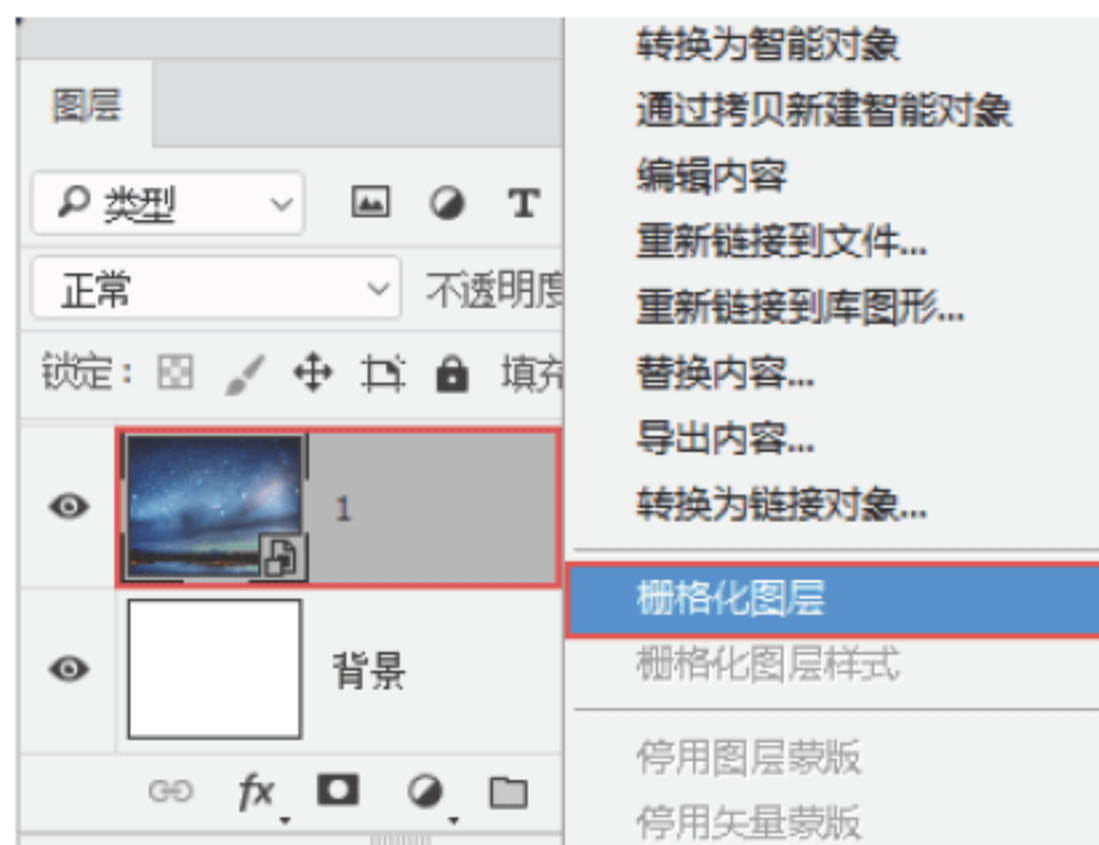 图层
类型
T
正常
不透明度
锁定：
填充
1
背景
fx
转换为智能对象
通过拷贝新建智能对象
编辑内容
重新链接到文件...
重新链接到库图形...
替换内容...
导出内容...
转换为链接对象...
栅格化图层
栅格化图层样式
停用图层蒙版
停用矢量蒙版